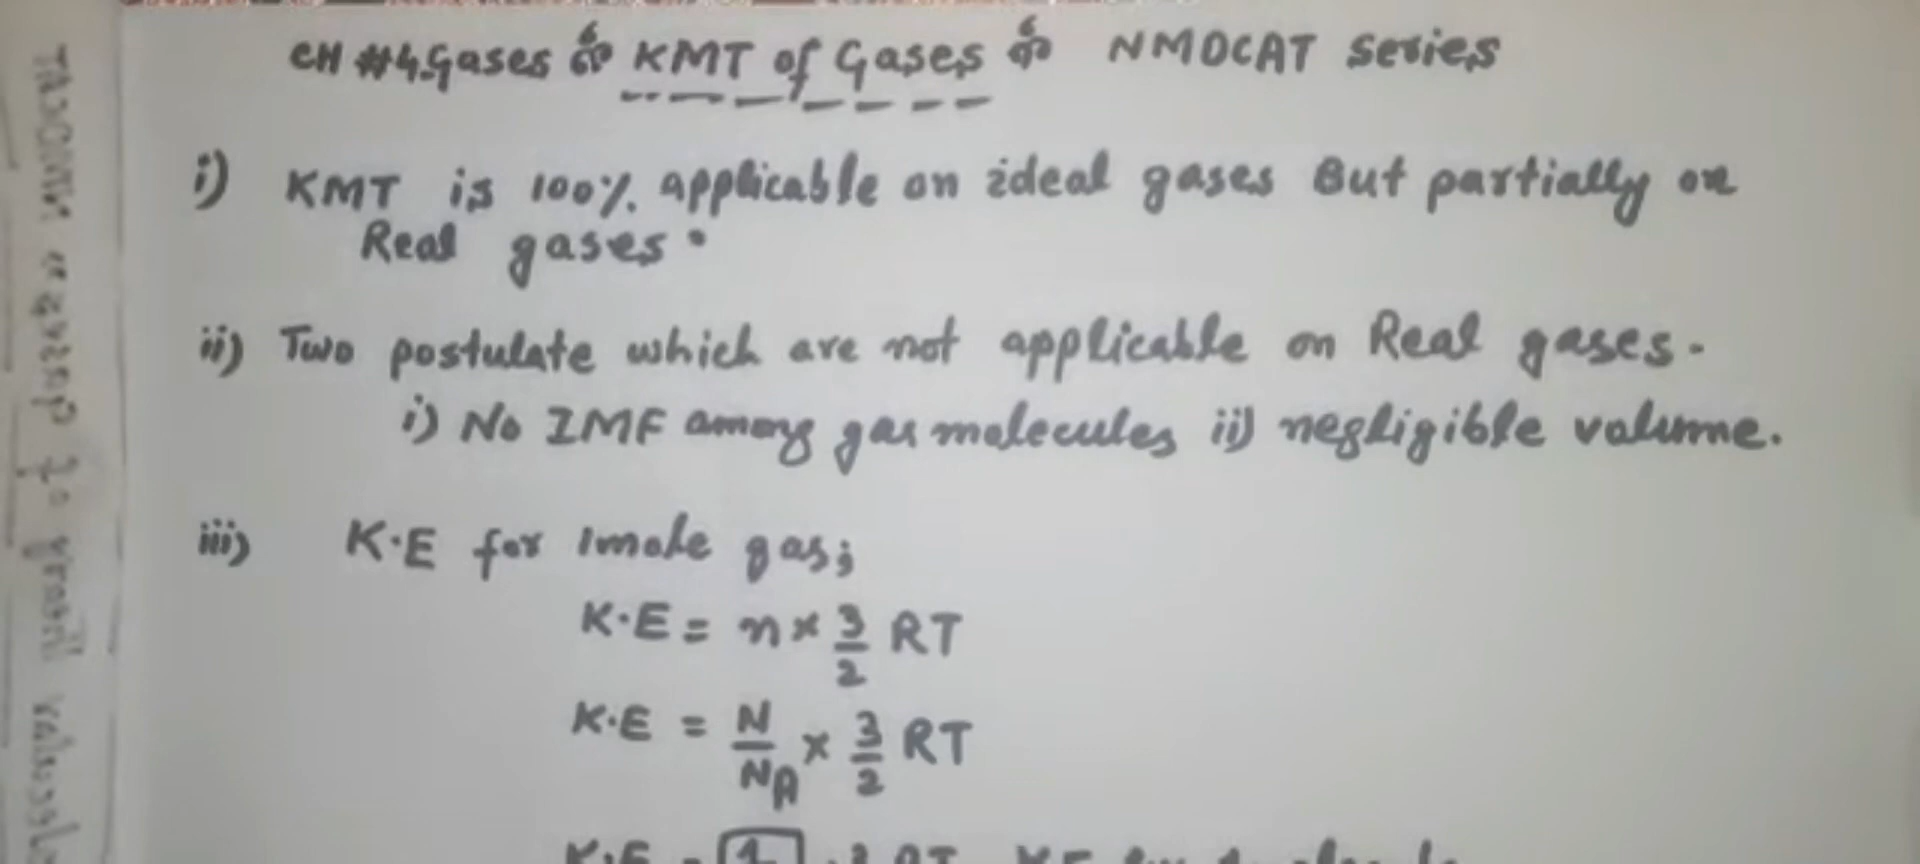 CH #4. Gases KMT of Gases NMDCAT series
i) KMT is 100% applicable on ideal gases But partially on
Real gases.
ii) Two postulate which are not applicable on Real gases.
i) No IMF among gas molecules ii) negligible volume.
iii) K.E for 1mole gas;
K.E = n × 3/2 RT
K.E = N/NA × 3/2 RT